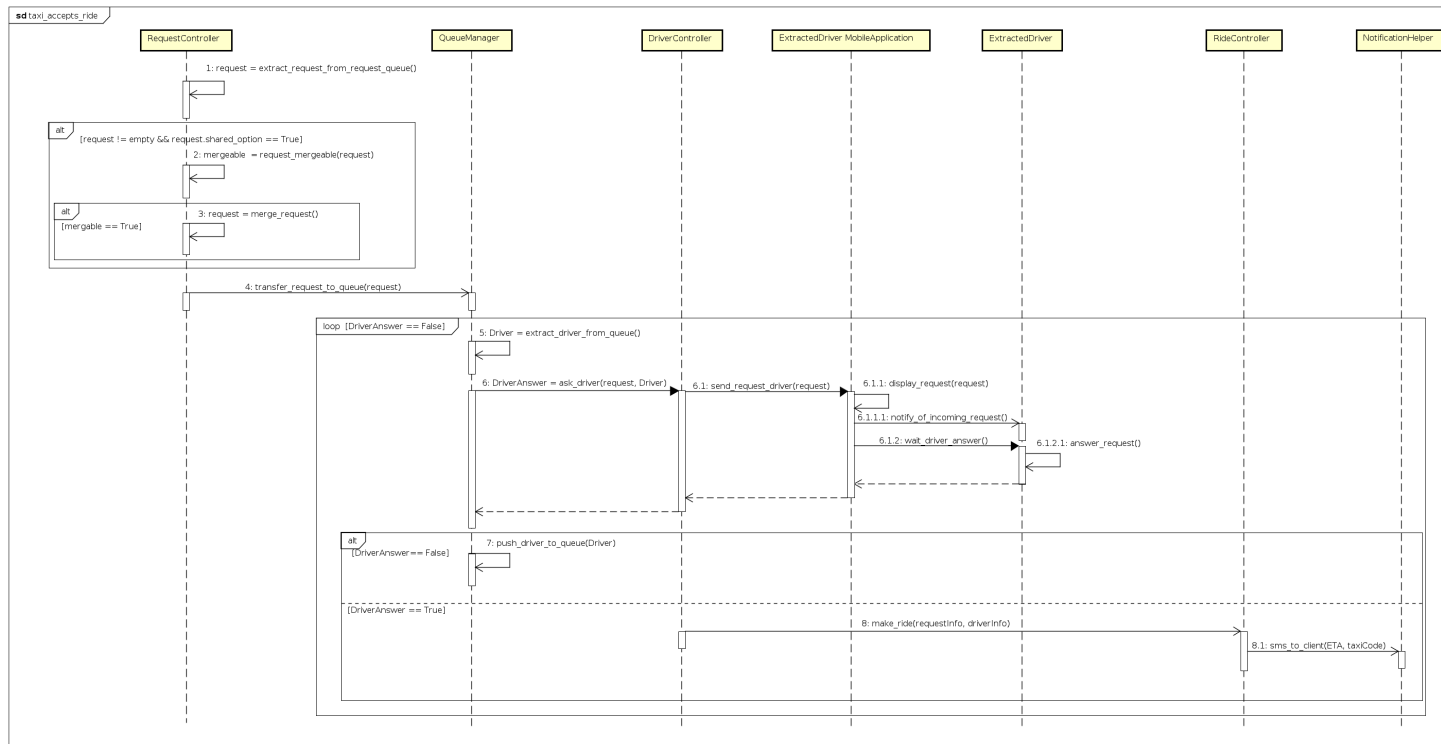 sd taxi_accepts_ride
RequestController
QueueManager
DriverController
ExtractedDriver MobileApplication
ExtractedDriver
RideController
NotificationHelper
1: request = extract_request_from_request_queue()
alt
[request != empty && request.shared_option == True]
2: mergeable = request_mergeable(request)
alt
3: request = merge_request()
[mergable == True]
4: transfer_request_to_queue(request)
loop [DriverAnswer == False]
5: Driver = extract_driver_from_queue()
6: DriverAnswer = ask_driver(request, Driver)
6.1: send_request_driver(request)
6.1.1: display_request(request)
6.1.1.1: notify_of_incoming_request()
6.1.2: wait_driver_answer()
6.1.2.1: answer_request()
alt
[DriverAnswer== False]
7: push_driver_to_queue(Driver)
[DriverAnswer == True]
8: make_ride(requestInfo, driverInfo)
8.1: sms_to_client(ETA, taxiCode)